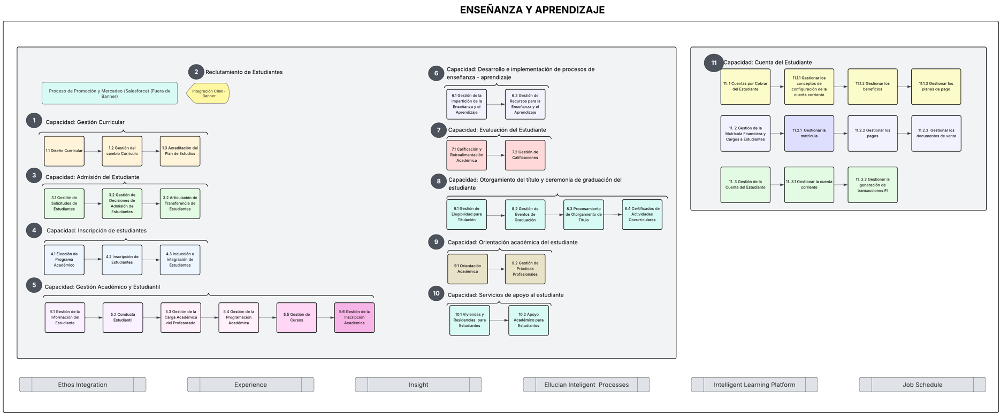 ENSEÑANZA Y APRENDIZAJE
2
Reclutamiento de Estudiantes
Proceso de Promoción y Mercadeo (Salesforce) (Fuera de
Banner)
Integración CRM -
Banner
1
Capacidad: Gestión Curricular
1.1 Diseño Curricular
1.2 Gestión del
cambio Currículo
1.3 Acreditación del
Plan de Estudios
3
Capacidad: Admisión del Estudiante
3.1 Gestión de
Solicitudes de
Estudiantes
3.2 Gestión de
Decisiones de
Admisión de
Estudiantes
3.2 Articulación de
Transferencia de
Estudiantes
4
Capacidad: Inscripción de estudiantes
4.1 Elección de
Programa
Académico
4.2 Inscripción de
Estudiantes
4.3 Inducción e
Integración de
Estudiantes
5
Capacidad: Gestión Académico y Estudiantil
5.1 Gestión de la
Información del
Estudiante
5.2 Conducta
Estudiantil
5.3 Gestión de la
Carga Académica
del Profesorado
5.4 Gestión de la
Programación
Académica
5.5 Gestión de
Cursos
5.6 Gestión de la
Inscripción
Académica
6
Capacidad: Desarrollo e implementación de procesos de
enseñanza - aprendizaje
6.1 Gestión de la
Impartición de la
Enseñanza y el
Aprendizaje
6.2 Gestión de
Recursos para la
Enseñanza y el
Aprendizaje
7
Capacidad: Evaluación del Estudiante
7.1 Calificación y
Retroalimentación
Académica
7.2 Gestión de
Calificaciones
8
Capacidad: Otorgamiento del título y ceremonia de graduación del
estudiante
8.1 Gestión de
Elegibilidad para
Titulación
8.2 Gestión de
Eventos de
Graduación
8.3 Procesamiento
de Otorgamiento de
Título
8.4 Certificados de
Actividades
Cocurriculares
9
Capacidad: Orientación académica del estudiante
9.1 Orientación
Académica
9.2 Gestión de
Prácticas
Profesionales
10
Capacidad: Servicios de apoyo al estudiante
10.1 Viviendas y
Residencias para
Estudiantes
10.2 Apoyo
Académico para
Estudiantes
11
Capacidad: Cuenta del Estudiante
11. 1 Cuentas por Cobrar
del Estudiante
11.1.1 Gestionar los
conceptos de
configuración de la
cuenta corriente
11.1.2 Gestionar los
beneficios
11.1.3 Gestionar los
planes de pago
11. 2 Gestión de la
Matrícula Financiera y
Cargos a Estudiantes
11.2.1 Gestionar la
matrícula
11.2.2 Gestionar los
pagos
11.2.3 Gestionar los
documentos de venta
11. 3 Gestión de la
Cuenta del Estudiante
11. 3.1 Gestionar la cuenta
corriente
11. 3.2 Gestionar la
generación de
transacciones FI
Ethos Integration
Experience
Insight
Ellucian Inteligent Processes
Intelligent Learning Platform
Job Schedule